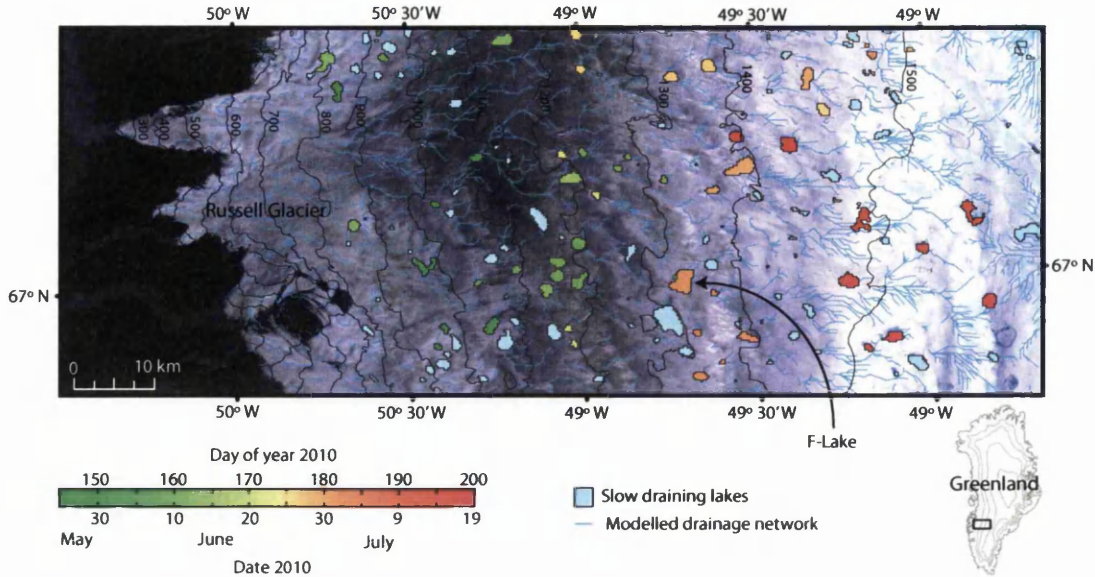 50° W 50° 30'W 49° W 49° 30'W 49° W
300 400 500 600 700 800 900 1400 1500
Russell Glacier
67° N
67° N
0 10 km
50° W 50° 30'W 49° W 49° 30'W 49° W
F-Lake
Day of year 2010
150 160 170 180 190 200
30 10 20 30 9 19
May June July
Date 2010
Slow draining lakes
Modelled drainage network
Greenland